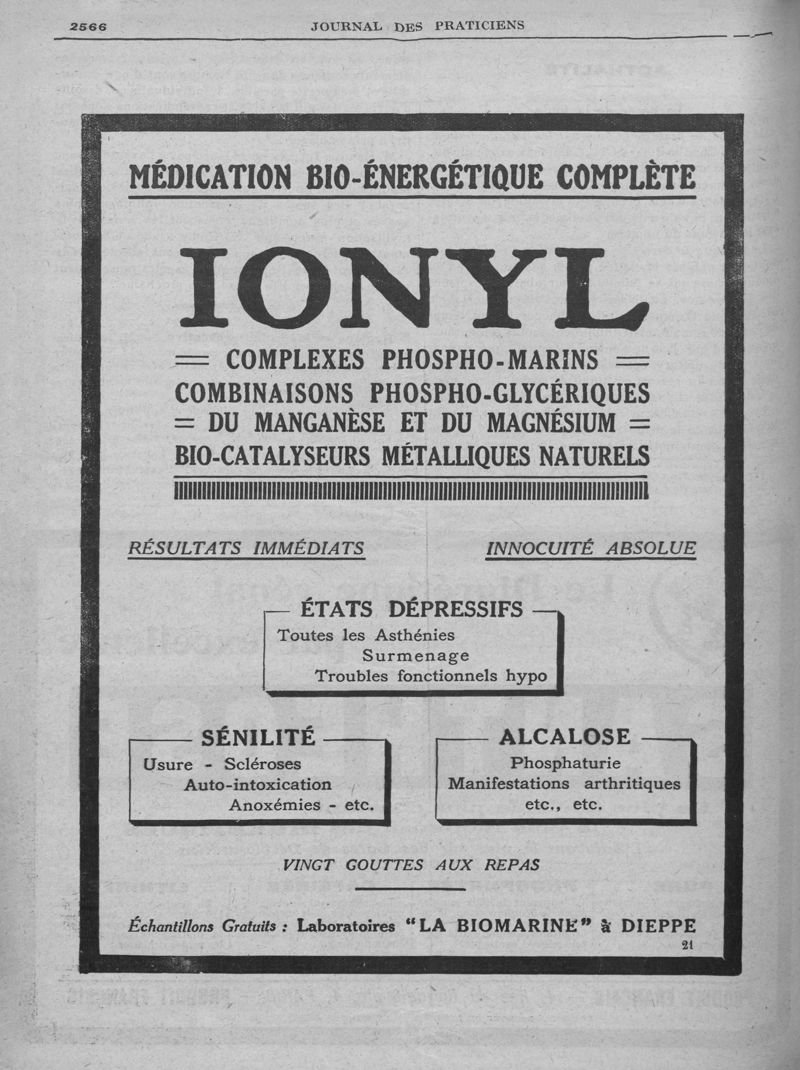 2566
JOURNAL DES PRATICIENS
MÉDICATION BIO-ÉNERGÉTIQUE COMPLÈTE
IONYL
COMPLEXES PHOSPHO-MARINS
COMBINAISONS PHOSPHO-GLYCÉRIQUES
DU MANGANÈSE ET DU MAGNÉSIUM
BIO-CATALYSEURS MÉTALLIQUES NATURELS
RÉSULTATS IMMÉDIATS
INNOCUITÉ ABSOLUE
ÉTATS DÉPRESSIFS
Toutes les Asthénies
Surmenage
Troubles fonctionnels hypo
SÉNILITÉ
Usure - Scléroses
Auto-intoxication
Anoxémies - etc.
ALCALOSE
Phosphaturie
Manifestations arthritiques
etc., etc.
VINGT GOUTTES AUX REPAS
Échantillons Gratuits : Laboratoires "LA BIOMARINE" à DIEPPE
21